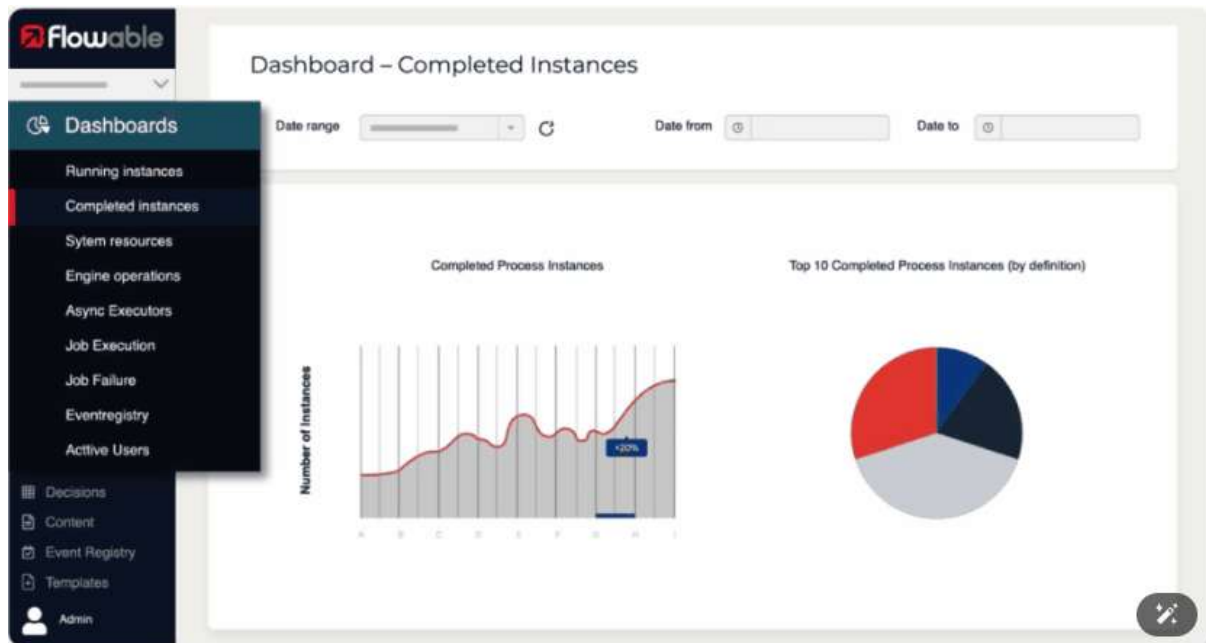 Flowable
Dashboards
Running instances
Completed instances
Sytem resources
Engine operations
Async Executors
Job Execution
Job Failure
Eventregistry
Acttive Users
Decisions
Content
Event Registry
Templates
Admin
Dashboard – Completed Instances
Date range
Date from
Date to
Completed Process Instances
Number of Instances
+20%
A B C D E F G H I
Top 10 Completed Process Instances (by definition)